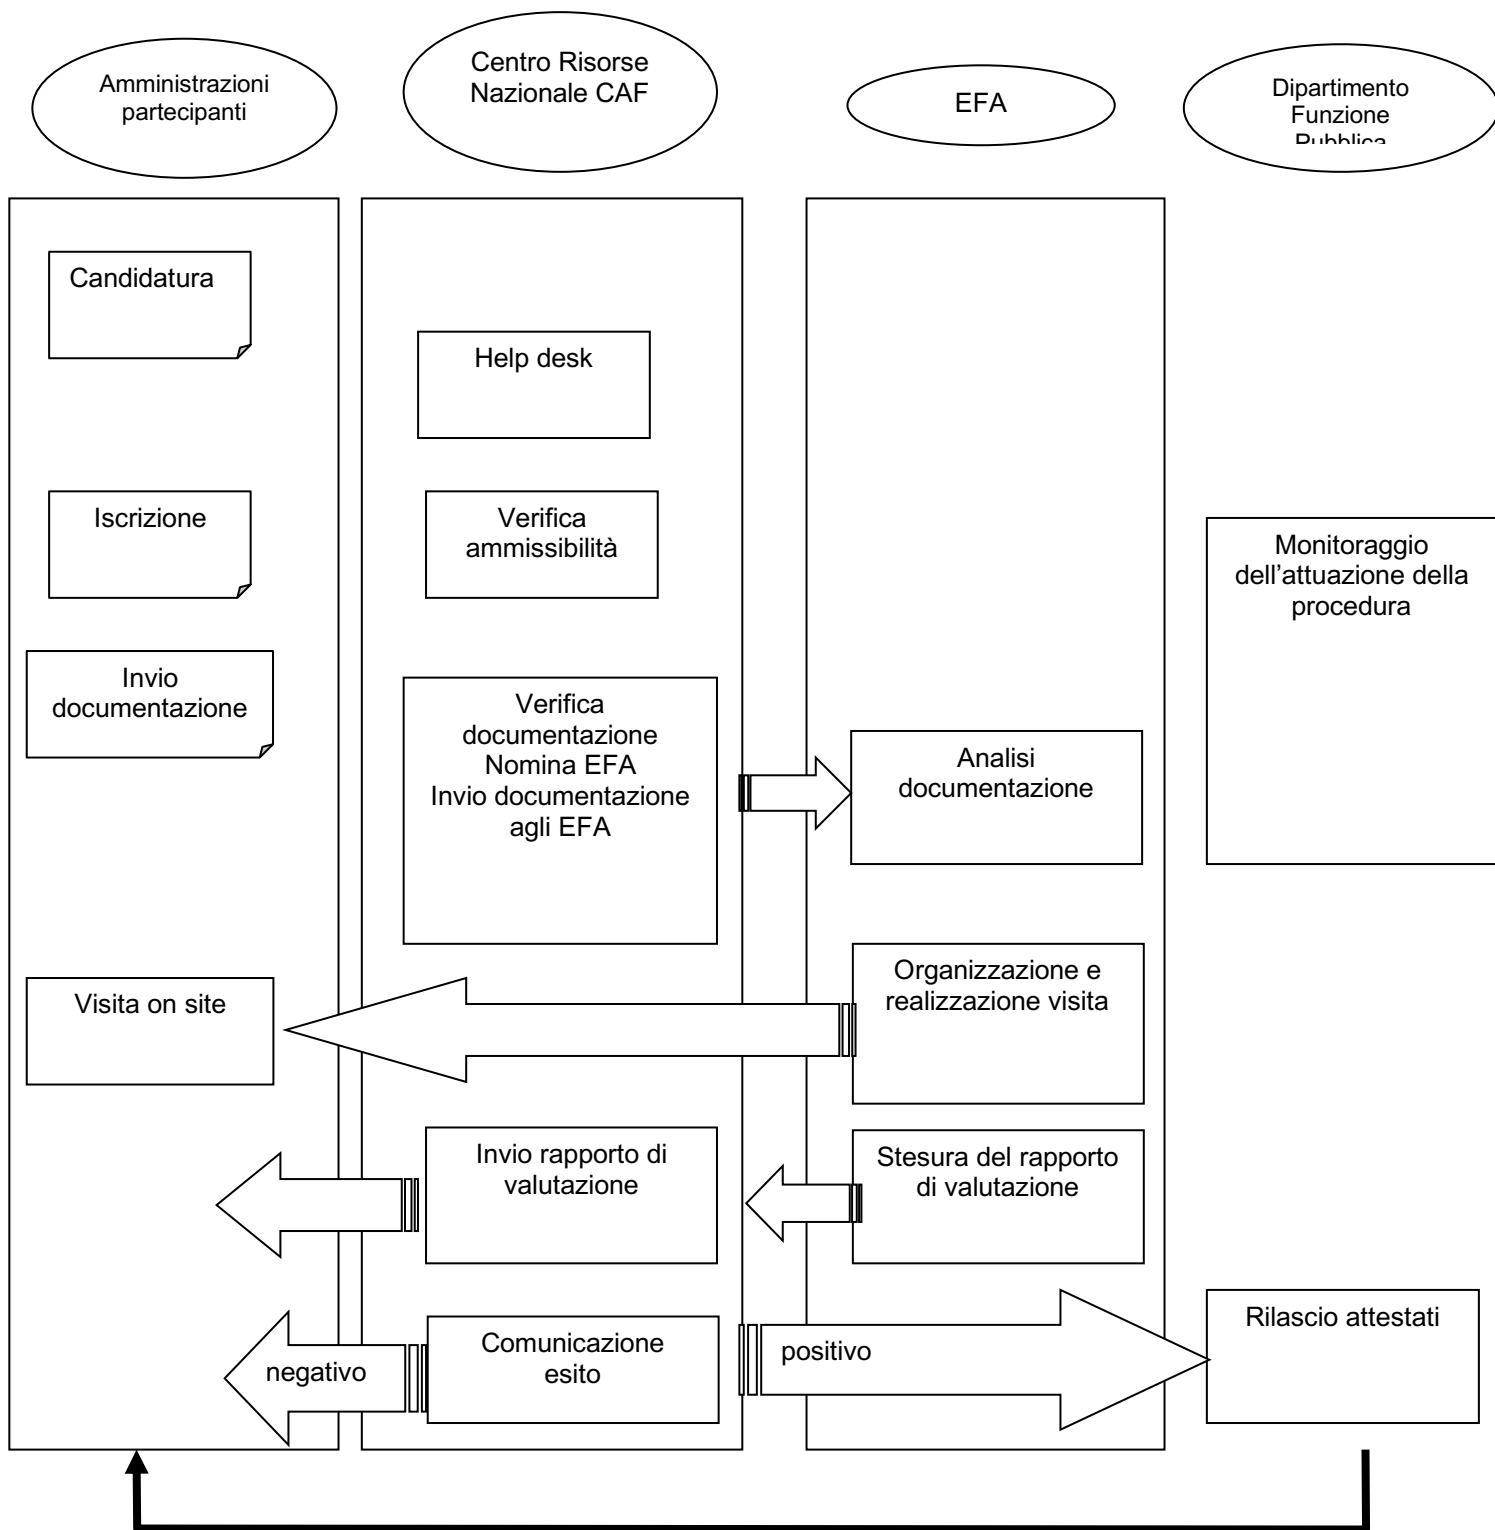 Amministrazioni
partecipanti
Centro Risorse
Nazionale CAF
EFA
Dipartimento
Funzione
Pubblica
Candidatura
Help desk
Iscrizione
Verifica
ammissibilità
Monitoraggio
dell’attuazione della
procedura
Invio
documentazione
Verifica
documentazione
Nomina EFA
Invio documentazione
agli EFA
Analisi
documentazione
Visita on site
Organizzazione e
realizzazione visita
Invio rapporto di
valutazione
Stesura del rapporto
di valutazione
negativo
Comunicazione
esito
positivo
Rilascio attestati